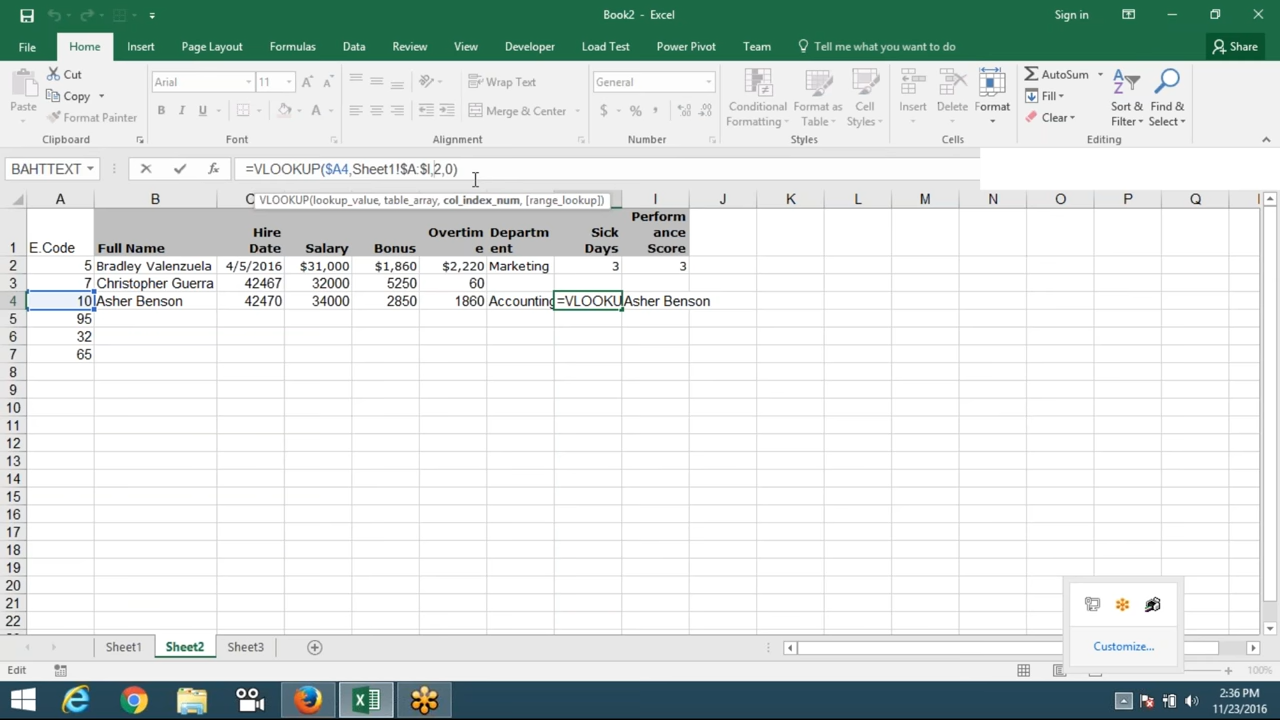 Book2 - Excel
Sign in
File Home Insert Page Layout Formulas Data Review View Developer Load Test Power Pivot Team Tell me what you want to do Share
Paste
Cut
Copy
Format Painter
Clipboard
Arial 11
B I U
Font
Wrap Text
Merge & Center
Alignment
General
$ % ,
Number
Conditional Formatting
Format as Table
Cell Styles
Styles
Insert Delete Format
Cells
AutoSum
Fill
Clear
Sort & Filter
Find & Select
Editing
BAHTTEXT =VLOOKUP($A4,Sheet1!$A:$I,2,0)
VLOOKUP(lookup_value, table_array, col_index_num, [range_lookup])
A B C I J K L M N O P Q
1 E.Code Full Name Hire Date Salary Bonus Overtime Department Sick Days Performance Score
2 5 Bradley Valenzuela 4/5/2016 $31,000 $1,860 $2,220 Marketing 3 3
3 7 Christopher Guerra 42467 32000 5250 60
4 10 Asher Benson 42470 34000 2850 1860 Accounting =VLOOKU Asher Benson
5 95
6 32
7 65
8
9
10
11
12
13
14
15
16
17
18
19
20
21
22
Customize...
Sheet1 Sheet2 Sheet3
Edit 100%
2:36 PM
11/23/2016